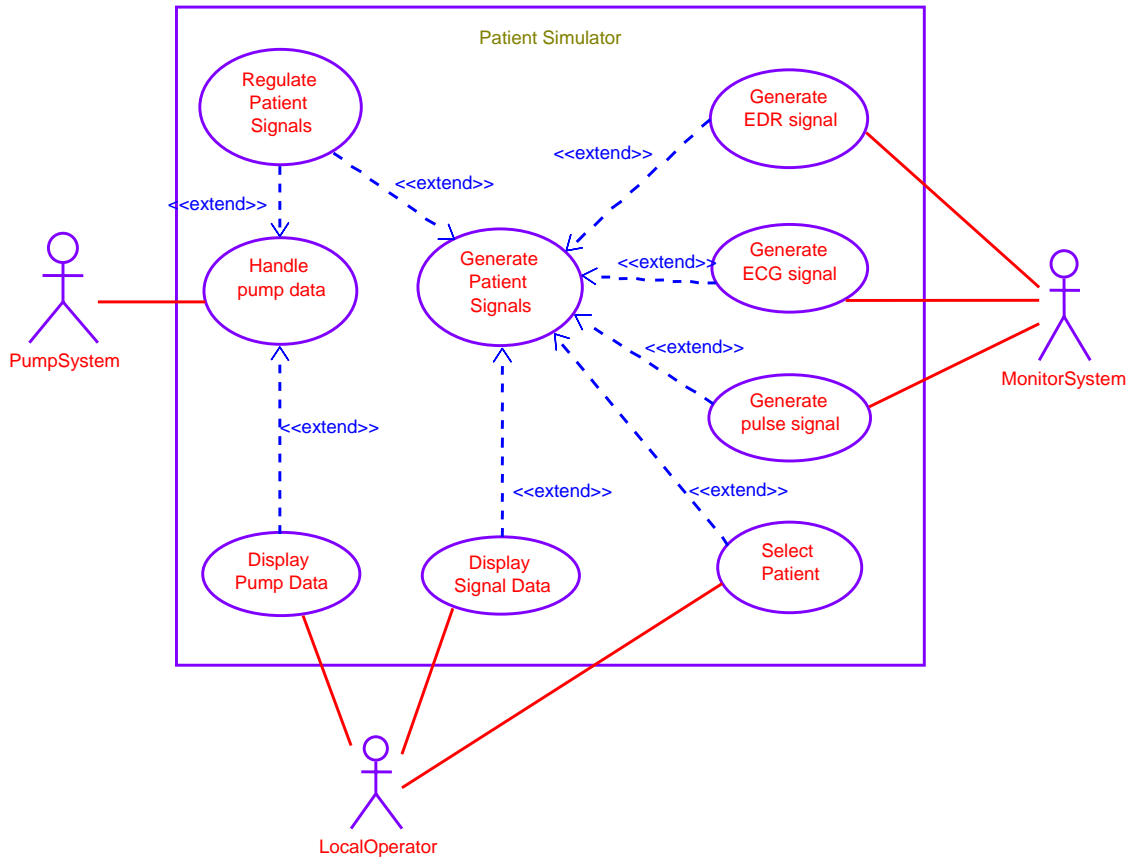 Patient Simulator
Regulate
Patient
Signals
Generate
EDR signal
<<extend>>
<<extend>>
<<extend>>
Handle
pump data
Generate
Patient
Signals
<<extend>>
Generate
ECG signal
PumpSystem
MonitorSystem
<<extend>>
Generate
pulse signal
<<extend>>
<<extend>>
<<extend>>
Display
Pump Data
Display
Signal Data
Select
Patient
LocalOperator